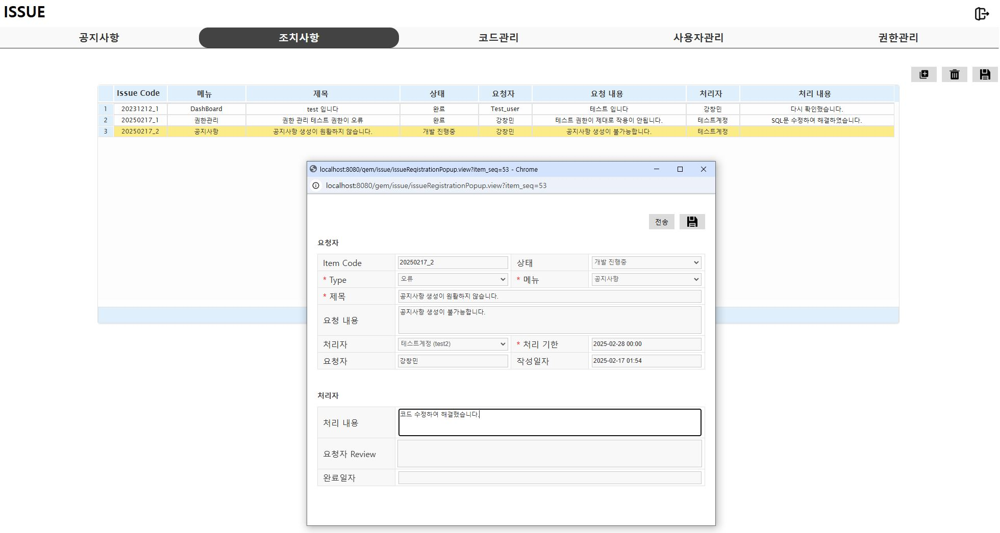 ISSUE
공지사항 조치사항 코드관리 사용자관리 권한관리
Issue Code 메뉴 제목 상태 요청자 요청 내용 처리자 처리 내용
1 20231212_1 DashBoard test 입니다 완료 Test_user 테스트 입니다 강창민 다시 확인했습니다.
2 20250217_1 권한관리 권한 관리 테스트 권한이 오류 완료 강창민 테스트 권한이 제대로 작용이 안됩니다. 테스트계정 SQL문 수정하여 해결하였습니다.
3 20250217_2 공지사항 공지사항 생성이 원활하지 않습니다. 개발 진행중 강창민 공지사항 생성이 불가능합니다. 테스트계정
localhost:8080/gem/issue/issueRegistrationPopup.view?item_seq=53 - Chrome
localhost:8080/gem/issue/issueRegistrationPopup.view?item_seq=53
전송
요청자
Item Code 20250217_2 상태 개발 진행중
* Type 오류 * 메뉴 공지사항
* 제목 공지사항 생성이 원활하지 않습니다.
요청 내용 공지사항 생성이 불가능합니다.
처리자 테스트계정 (test2) * 처리 기한 2025-02-28 00:00
요청자 강창민 작성일자 2025-02-17 01:54
처리자
처리 내용 코드 수정하여 해결했습니다.
요청자 Review
완료일자